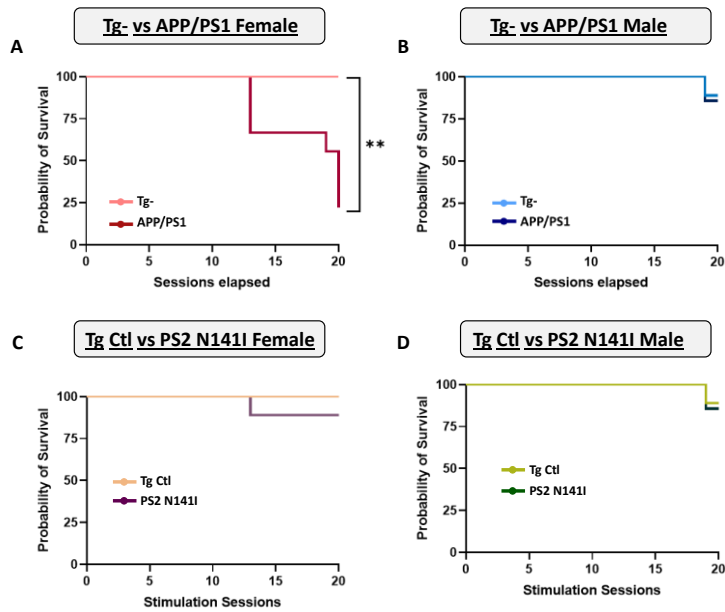 Tg- vs APP/PS1 Female
Tg- vs APP/PS1 Male
A
B
Probability of Survival
100
75
50
25
0
**
Tg-
APP/PS1
0 5 10 15 20
Sessions elapsed
Probability of Survival
100
75
50
25
0
Tg-
APP/PS1
0 5 10 15 20
Sessions elapsed
Tg Ctl vs PS2 N141I Female
Tg Ctl vs PS2 N141I Male
C
D
Probability of Survival
100
75
50
25
0
Tg Ctl
PS2 N141I
0 5 10 15 20
Stimulation Sessions
Probability of Survival
100
75
50
25
0
Tg Ctl
PS2 N141I
0 5 10 15 20
Stimulation Sessions